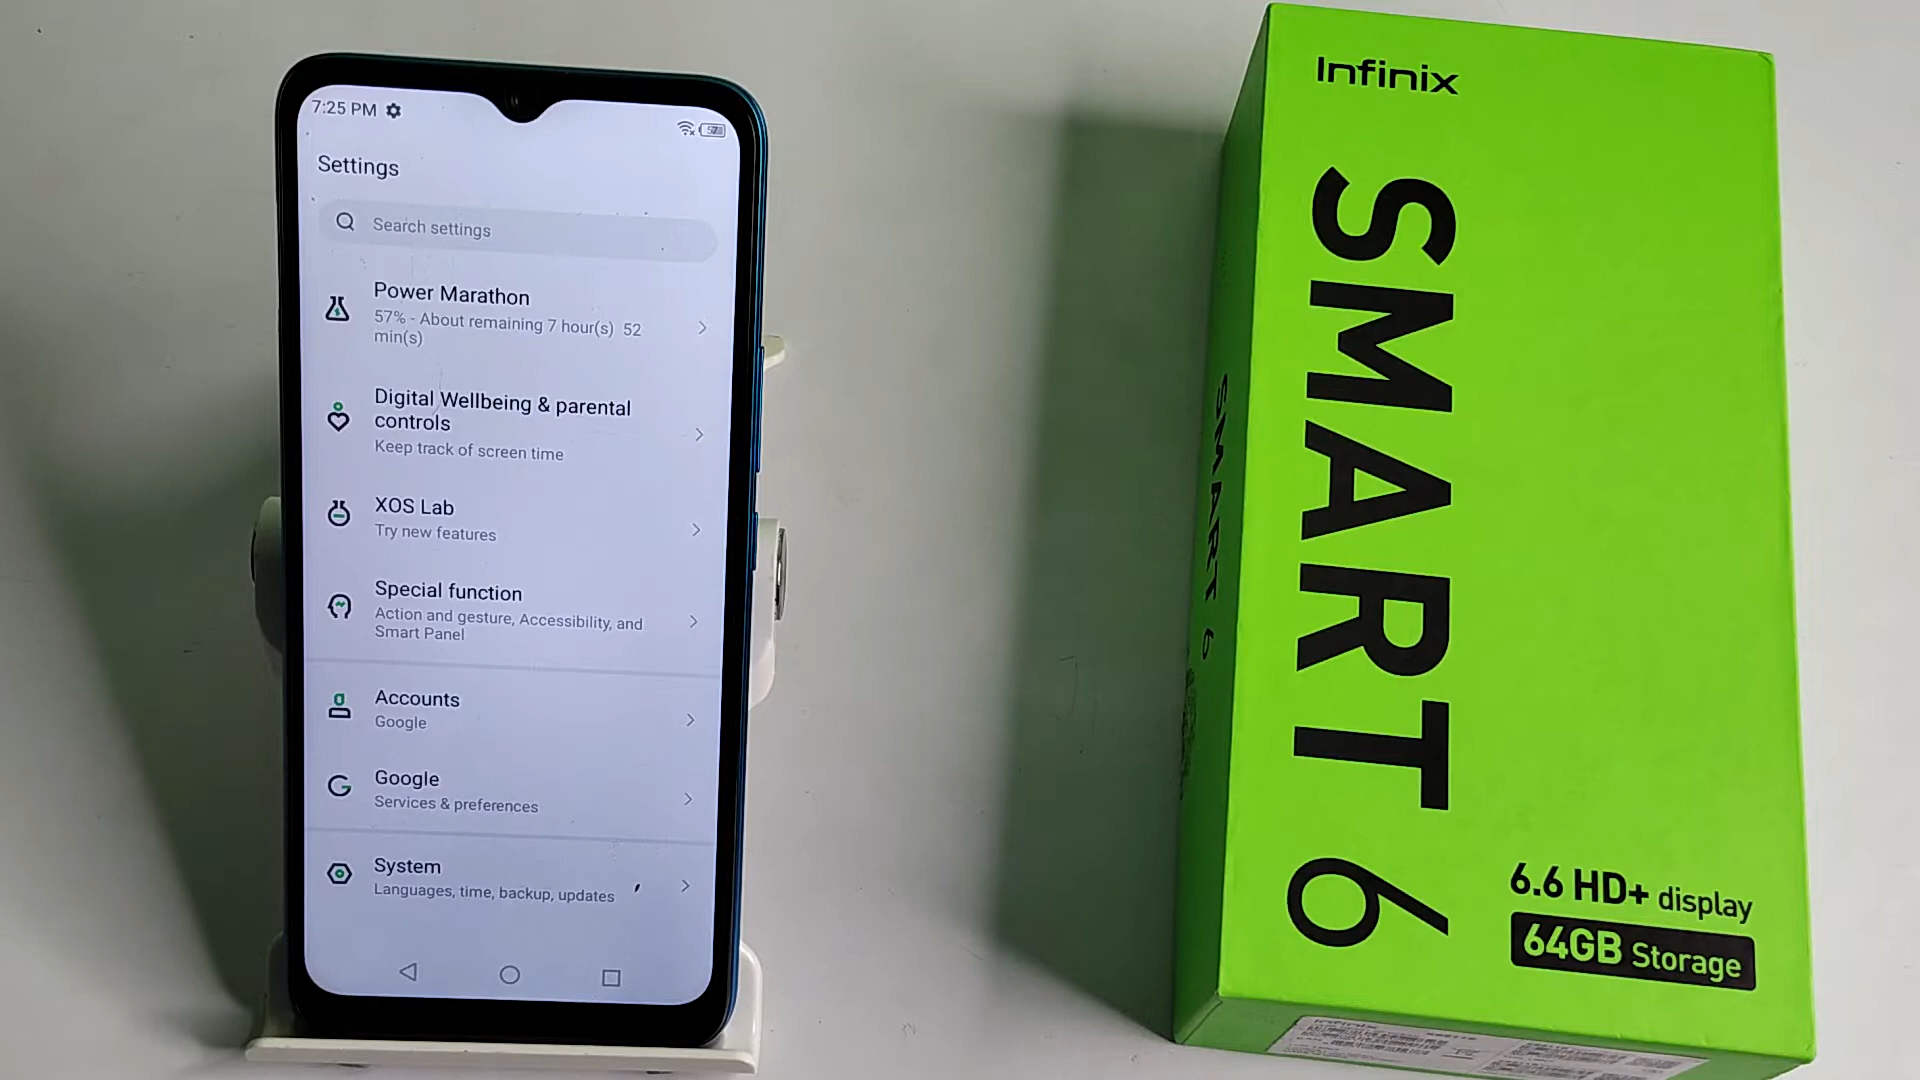 7:25 PM
57
Settings
Search settings
Power Marathon
57% - About remaining 7 hour(s) 52
min(s)
Digital Wellbeing & parental
controls
Keep track of screen time
XOS Lab
Try new features
Special function
Action and gesture, Accessibility, and
Smart Panel
Accounts
Google
Google
Services & preferences
System
Languages, time, backup, updates
Infinix
SMART 6
6.6 HD+ display
64GB Storage
SMART 6